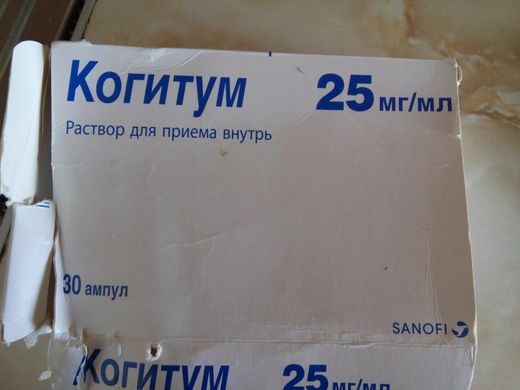 Когитум 25 мг/мл
Раствор для приема внутрь
30 ампул
SANOFI
Когитум 25 мг/мл